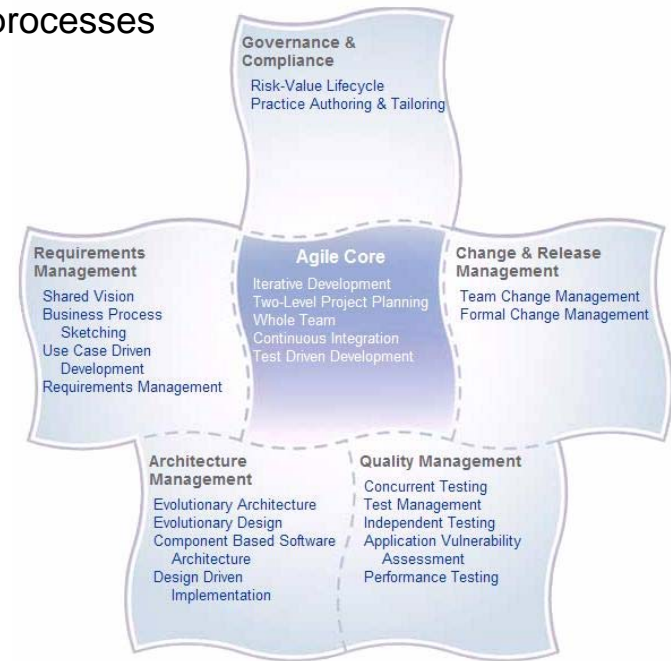 processes
Governance &
Compliance
Risk-Value Lifecycle
Practice Authoring & Tailoring
Requirements
Management
Shared Vision
Business Process
Sketching
Use Case Driven
Development
Requirements Management
Agile Core
Iterative Development
Two-Level Project Planning
Whole Team
Continuous Integration
Test Driven Development
Change & Release
Management
Team Change Management
Formal Change Management
Architecture
Management
Evolutionary Architecture
Evolutionary Design
Component Based Software
Architecture
Design Driven
Implementation
Quality Management
Concurrent Testing
Test Management
Independent Testing
Application Vulnerability
Assessment
Performance Testing